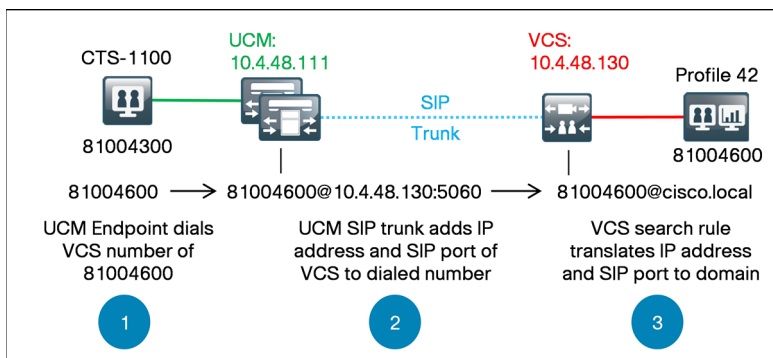 UCM:
10.4.48.111
VCS:
10.4.48.130
CTS-1100
Profile 42
SIP
Trunk
81004300
81004600
81004600
81004600@10.4.48.130:5060
81004600@cisco.local
UCM Endpoint dials
VCS number of
81004600
UCM SIP trunk adds IP
address and SIP port of
VCS to dialed number
VCS search rule
translates IP address
and SIP port to domain
1
2
3